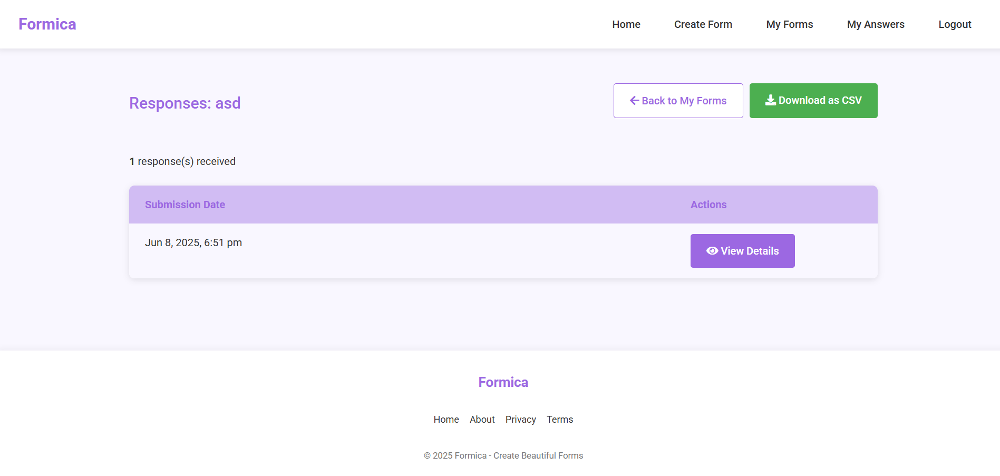 Formica
Home Create Form My Forms My Answers Logout
Responses: asd
Back to My Forms
Download as CSV
1 response(s) received
Submission Date Actions
Jun 8, 2025, 6:51 pm
View Details
Formica
Home About Privacy Terms
© 2025 Formica - Create Beautiful Forms